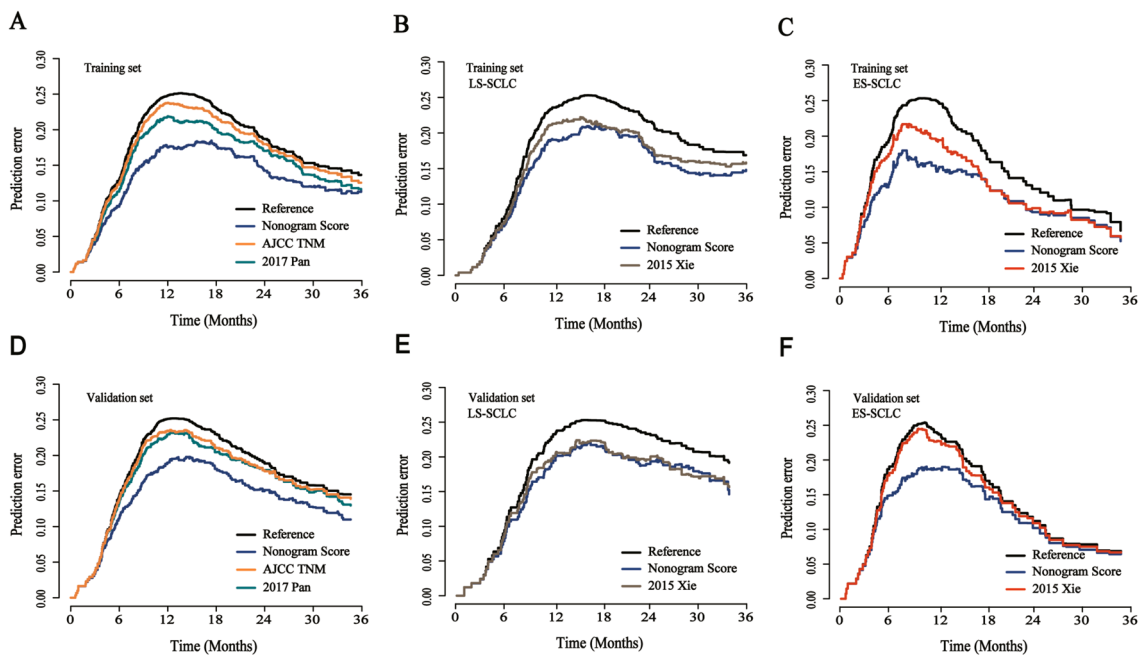 A
Training set
Prediction error
0.30
0.25
0.20
0.15
0.10
0.05
0.00
Reference
Nonogram Score
AJCC TNM
2017 Pan
0 6 12 18 24 30 36
Time (Months)
B
Training set
LS-SCLC
Prediction error
0.30
0.25
0.20
0.15
0.10
0.05
0.00
Reference
Nonogram Score
2015 Xie
0 6 12 18 24 30 36
Time (Months)
C
Training set
ES-SCLC
Prediction error
0.30
0.25
0.20
0.15
0.10
0.05
0.00
Reference
Nonogram Score
2015 Xie
0 6 12 18 24 30 36
Time (Months)
D
Validation set
Prediction error
0.30
0.25
0.20
0.15
0.10
0.05
0.00
Reference
Nonogram Score
AJCC TNM
2017 Pan
0 6 12 18 24 30 36
Time (Months)
E
Validation set
LS-SCLC
Prediction error
0.30
0.25
0.20
0.15
0.10
0.05
0.00
Reference
Nonogram Score
2015 Xie
0 6 12 18 24 30 36
Time (Months)
F
Validation set
ES-SCLC
Prediction error
0.30
0.25
0.20
0.15
0.10
0.05
0.00
Reference
Nonogram Score
2015 Xie
0 6 12 18 24 30 36
Time (Months)